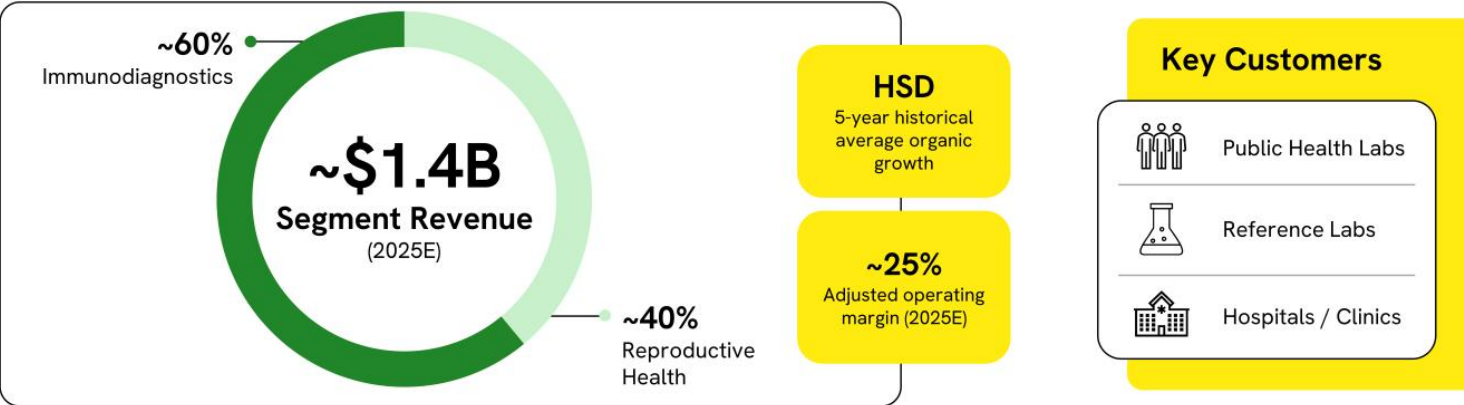 ~60%
Immunodiagnostics
~$1.4B
Segment Revenue
(2025E)
~40%
Reproductive
Health
HSD
5-year historical
average organic
growth
~25%
Adjusted operating
margin (2025E)
Key Customers
Public Health Labs
Reference Labs
Hospitals / Clinics